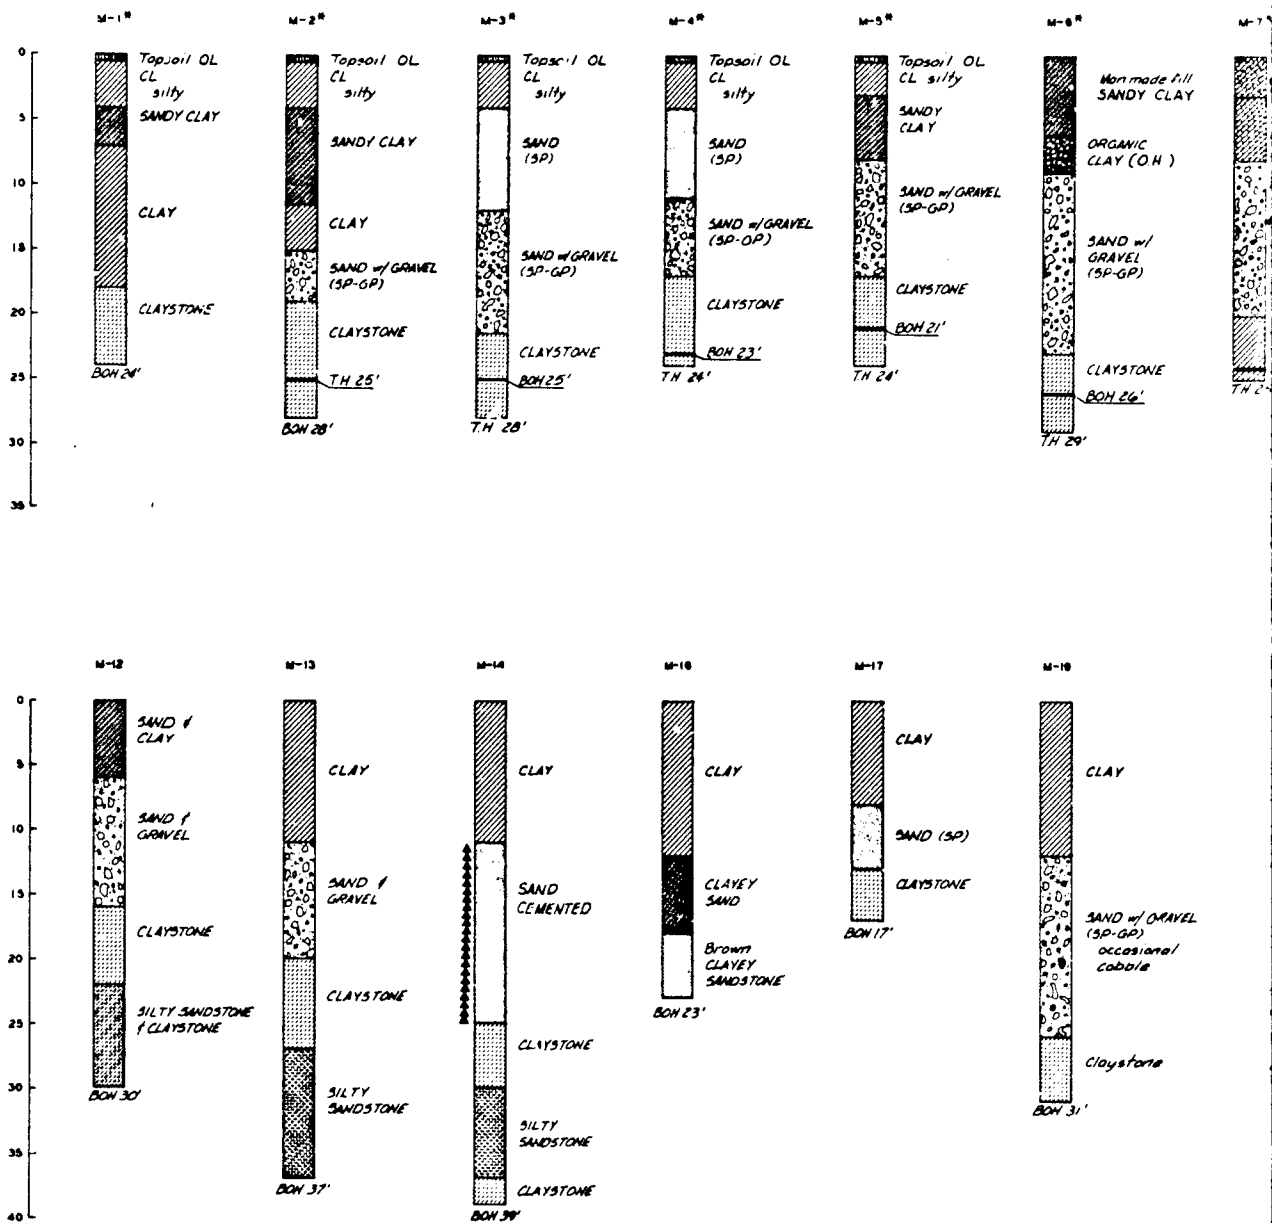 M-1*
M-2*
M-3*
M-4*
M-5*
M-6*
M-7*
0
5
10
15
20
25
30
35
Topsoil OL
CL
silty
SANDY CLAY
CLAY
CLAYSTONE
BOH 24'
Topsoil OL
CL
silty
SANDY CLAY
CLAY
SAND w/ GRAVEL
(SP-GP)
CLAYSTONE
T.H 25'
BOH 28'
Topsoil OL
CL
silty
SAND
(SP)
SAND w/ GRAVEL
(SP-GP)
CLAYSTONE
BOH 25'
T.H 28'
Topsoil OL
CL
silty
SAND
(SP)
SAND w/ GRAVEL
(SP-GP)
CLAYSTONE
BOH 23'
T.H 24'
Topsoil OL
CL silty
SANDY
CLAY
SAND w/ GRAVEL
(SP-GP)
CLAYSTONE
BOH 21'
T.H 24'
Man made fill
SANDY CLAY
ORGANIC
CLAY (O.H)
SAND w/
GRAVEL
(SP-GP)
CLAYSTONE
BOH 26'
T.H 29'
T.H
M-12
M-13
M-14
M-17
0
5
10
15
20
25
30
35
40
SAND &
CLAY
SAND &
GRAVEL
CLAYSTONE
SILTY SANDSTONE
& CLAYSTONE
BOH 30'
CLAY
SAND &
GRAVEL
CLAYSTONE
SILTY
SANDSTONE
BOH 37'
CLAY
SAND
CEMENTED
CLAYSTONE
SILTY
SANDSTONE
CLAYSTONE
BOH 39'
CLAY
CLAYEY
SAND
Brown
CLAYEY
SANDSTONE
BOH 23'
CLAY
SAND (SP)
CLAYSTONE
BOH 17'
CLAY
SAND w/ GRAVEL
(SP-GP)
occasional
cobble
Claystone
BOH 31'